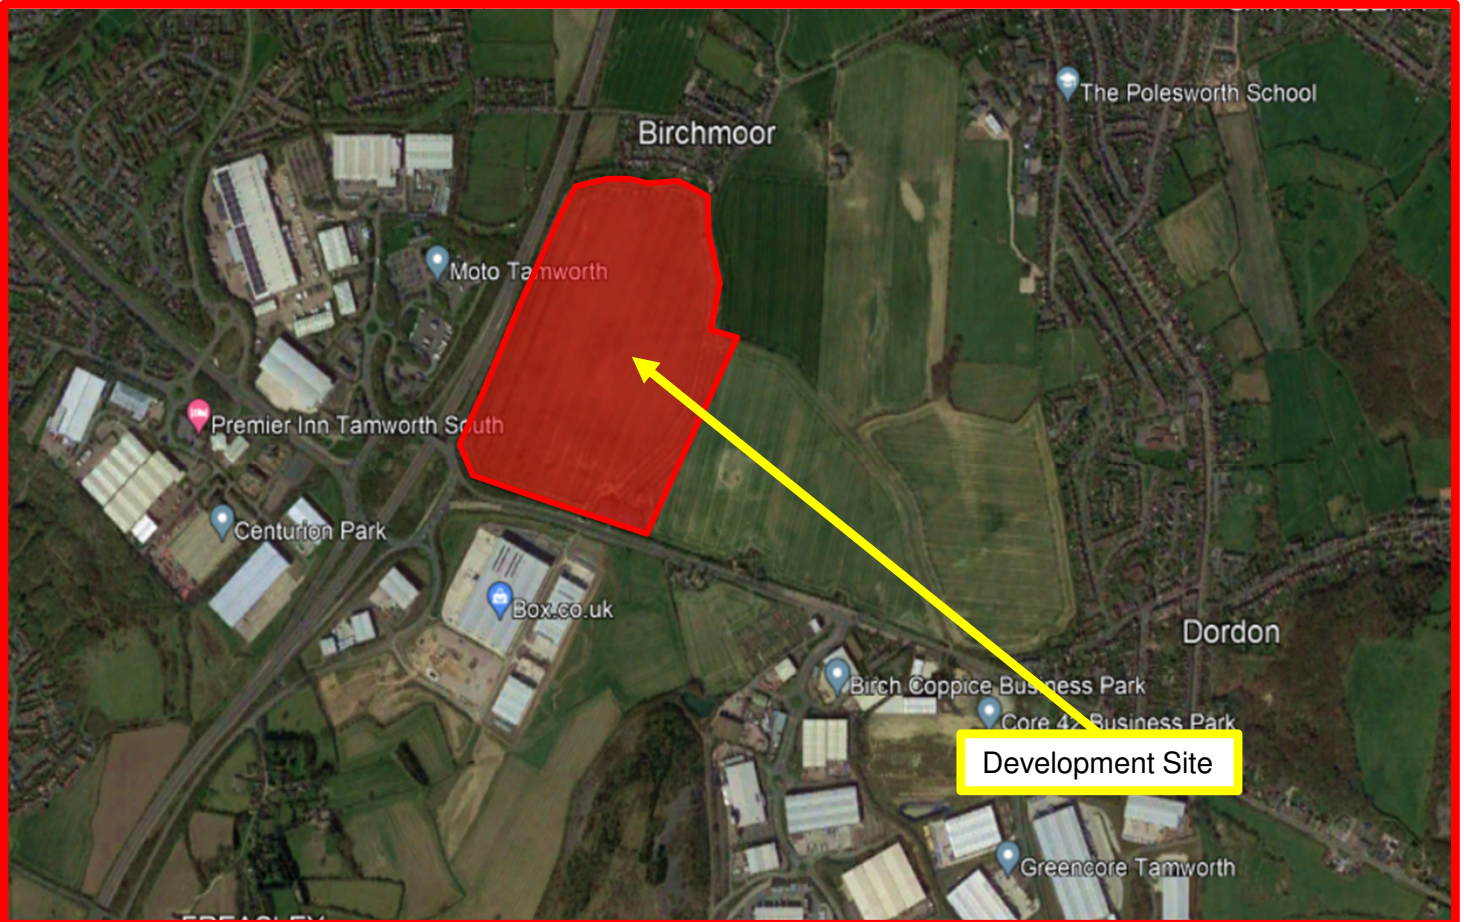 The Polesworth School
Birchmoor
Moto Tamworth
Premier Inn Tamworth South
Centurion Park
Box.co.uk
Dordon
Birch Coppice Business Park
Core 42 Business Park
Development Site
Greencore Tamworth